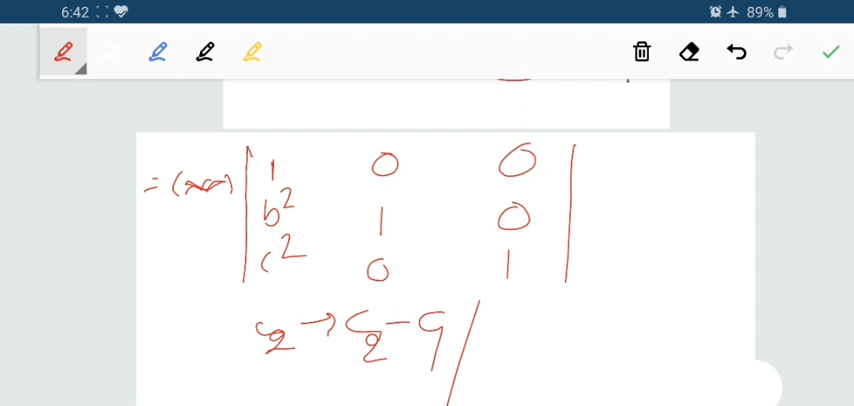 6:42
89%
= | 1 0 0 |
| b² 1 0 |
| c² 0 1 |
C₂ → C₂ - C₁ /